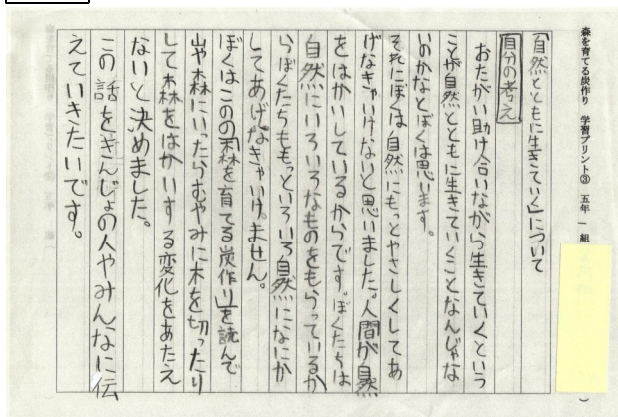 森を育てる炭作り　学習プリント③　五年　一組
「自然とともに生きていく」について
自分の考え
おたがい助け合いながら生きていくという
ことが自然とともに生きていくことなんじゃな
いのかなとぼくは思います。
それにぼくは自然にもっとやさしくしてあ
げなきゃいけないと思いました。人間が自然
をはかいしているからです。ぼくたちは
自然にいろいろなものをもらっているか
らぼくたちももっといろいろ自然になにか
してあげなきゃいけません。
ぼくはこのの「森を育てる炭作り」を読んで
山や森にいったらむやみに木を切ったり
して森をはかいする変化をあたえ
ないと決めました。
この話をきんじょの人やみんなに伝
えていきたいです。